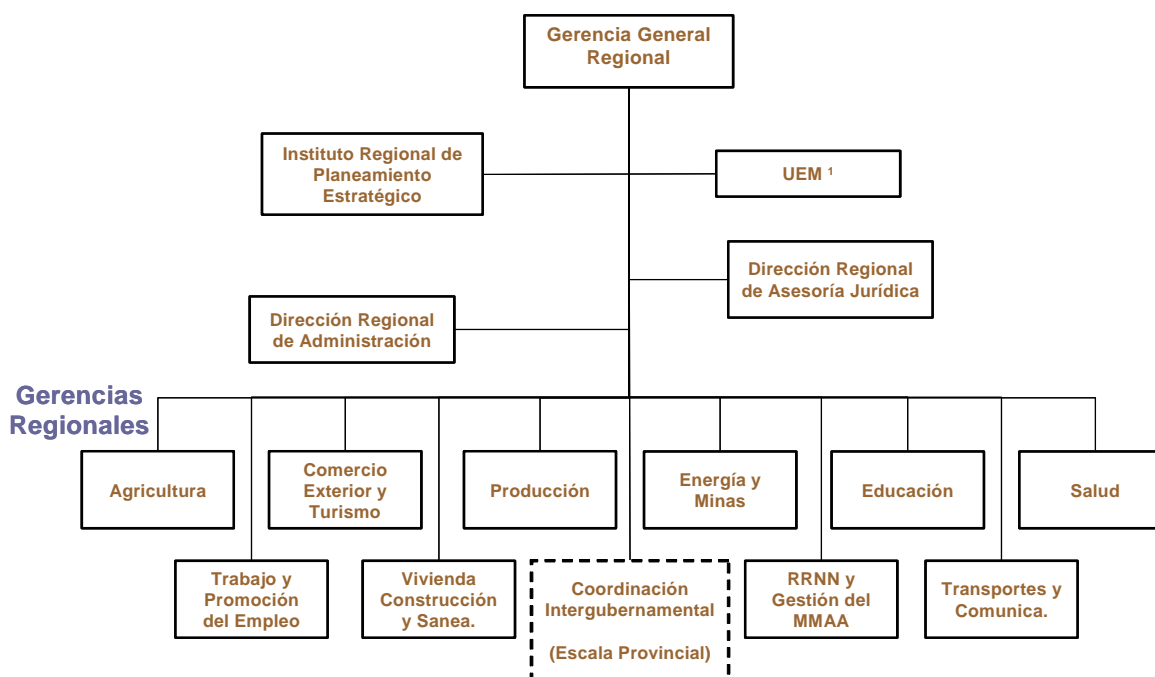 Gerencia General
Regional
Instituto Regional de
Planeamiento
Estratégico
UEM ¹
Dirección Regional
de Asesoría Jurídica
Dirección Regional
de Administración
Gerencias
Regionales
Agricultura
Comercio
Exterior y
Turismo
Producción
Energía y
Minas
Educación
Salud
Trabajo y
Promoción
del Empleo
Vivienda
Construcción
y Sanea.
Coordinación
Intergubernamental
(Escala Provincial)
RRNN y
Gestión del
MMAA
Transportes y
Comunica.